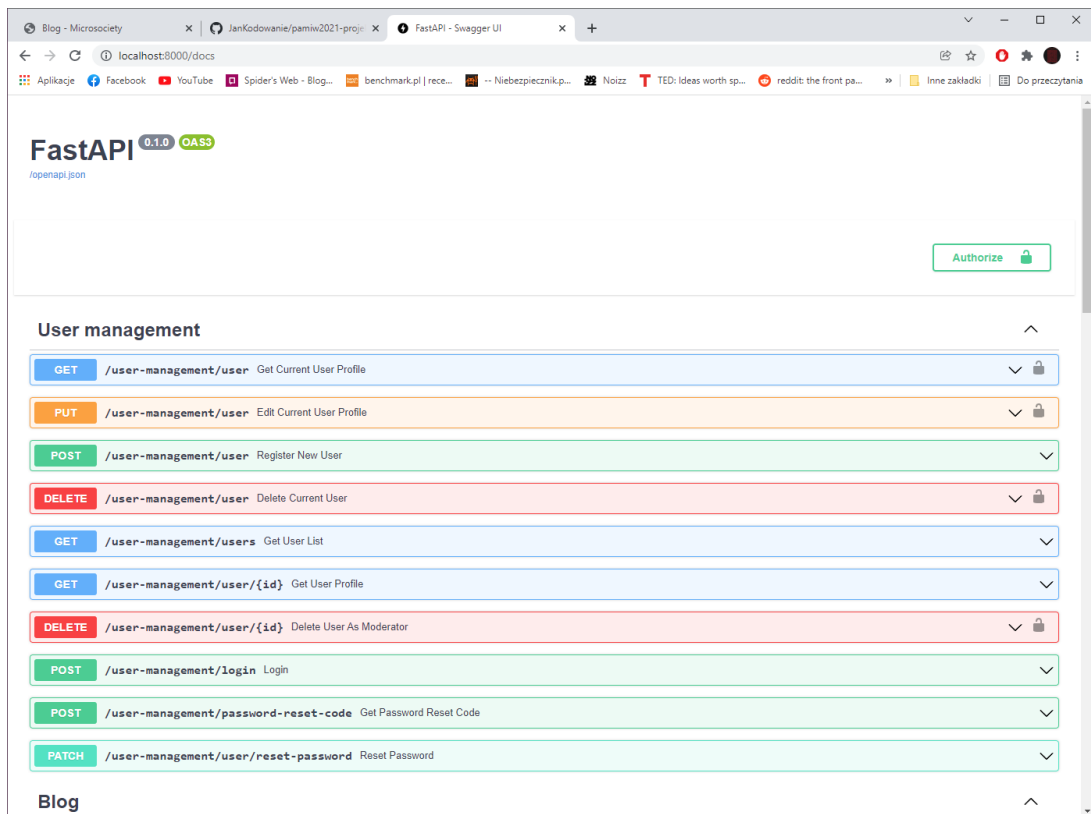 Blog - Microsociety
JanKodowanie/pamiw2021-proje
FastAPI - Swagger UI
localhost:8000/docs
Aplikacje Facebook YouTube Spider's Web - Blog... benchmark.pl | rece... -- Niebezpiecznik.p... Noizz TED: Ideas worth sp... reddit: the front pa... » Inne zakładki Do przeczytania
FastAPI 0.1.0 OAS3
/openapi.json
Authorize
User management
GET /user-management/user Get Current User Profile
PUT /user-management/user Edit Current User Profile
POST /user-management/user Register New User
DELETE /user-management/user Delete Current User
GET /user-management/users Get User List
GET /user-management/user/{id} Get User Profile
DELETE /user-management/user/{id} Delete User As Moderator
POST /user-management/login Login
POST /user-management/password-reset-code Get Password Reset Code
PATCH /user-management/user/reset-password Reset Password
Blog